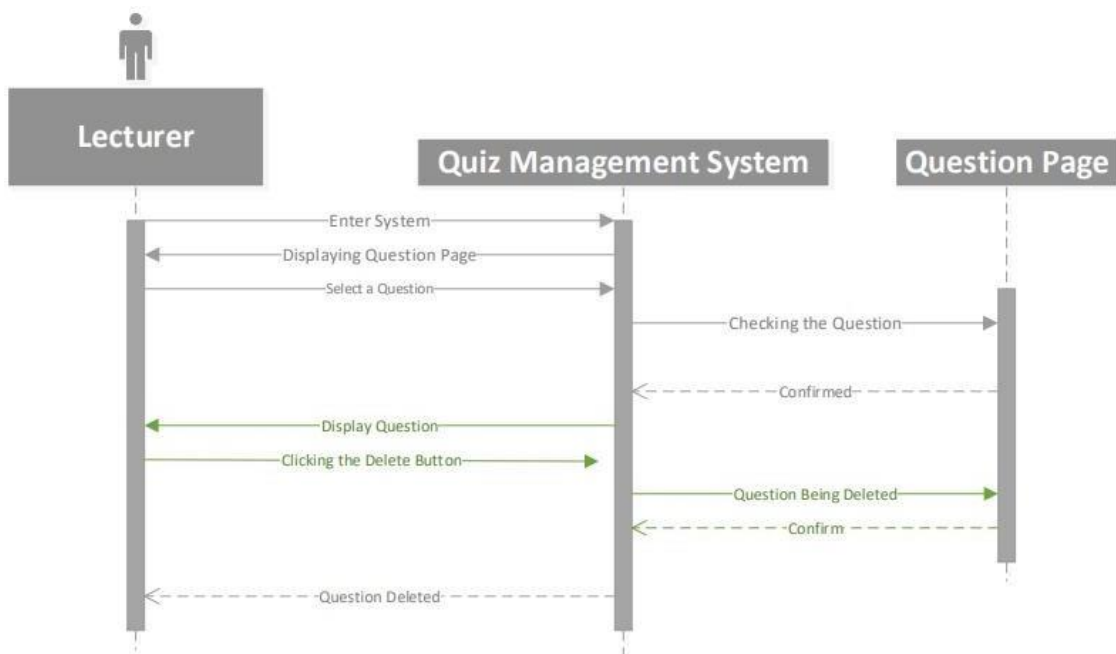 Lecturer
Quiz Management System
Question Page
Enter System
Displaying Question Page
Select a Question
Checking the Question
Confirmed
Display Question
Clicking the Delete Button
Question Being Deleted
Confirm
Question Deleted